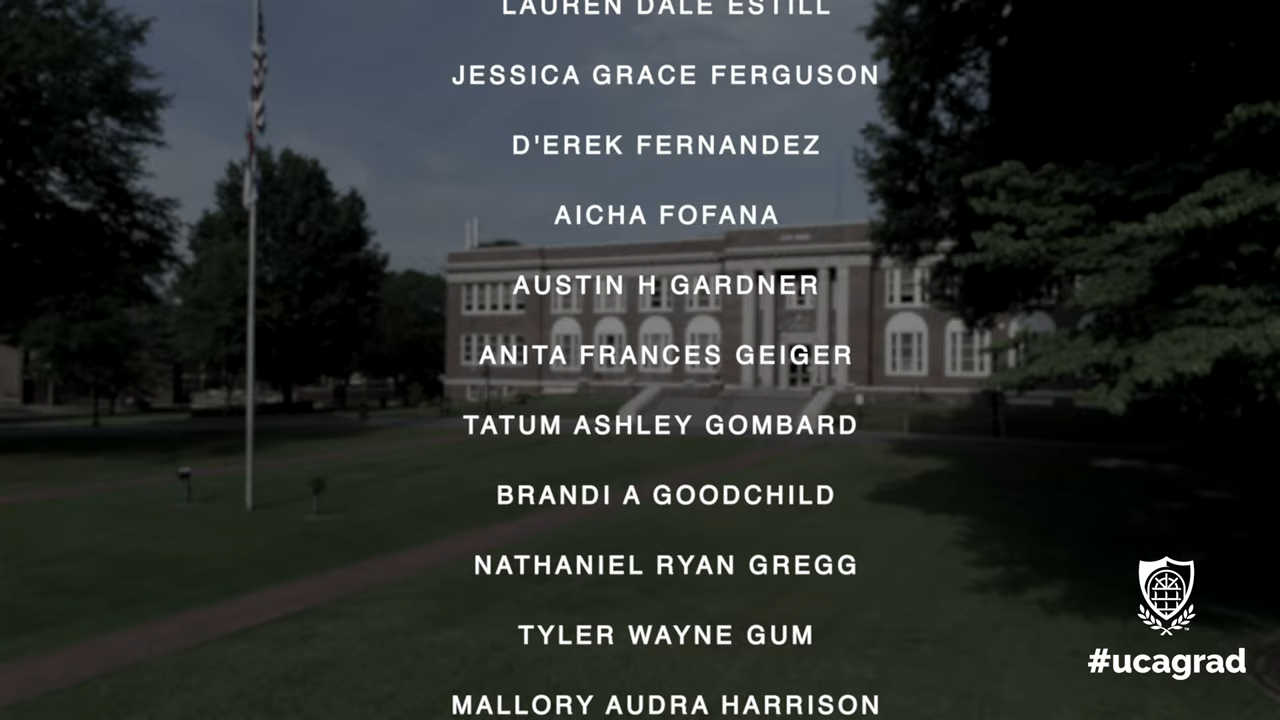 LAUREN DALE ESTILL
JESSICA GRACE FERGUSON
D'EREK FERNANDEZ
AICHA FOFANA
AUSTIN H GARDNER
ANITA FRANCES GEIGER
TATUM ASHLEY GOMBARD
BRANDI A GOODCHILD
NATHANIEL RYAN GREGG
TYLER WAYNE GUM
MALLORY AUDRA HARRISON
#ucagrad